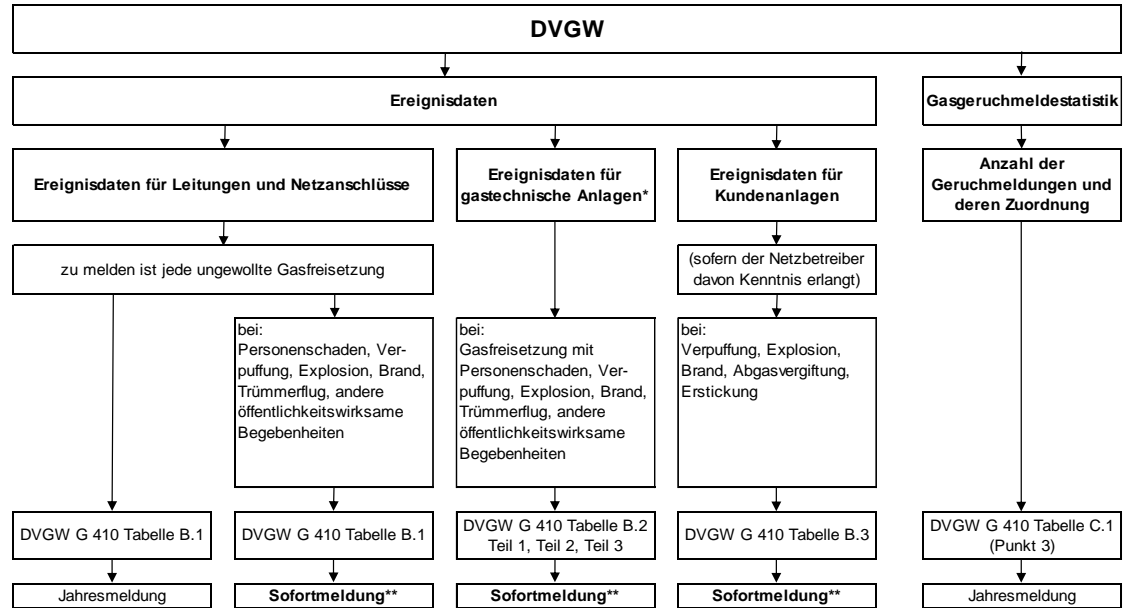 DVGW
Ereignisdaten
Gasgeruchmeldestatistik
Ereignisdaten für Leitungen und Netzanschlüsse
Ereignisdaten für
gastechnische Anlagen*
Ereignisdaten für
Kundenanlagen
Anzahl der
Geruchmeldungen und
deren Zuordnung
zu melden ist jede ungewollte Gasfreisetzung
(sofern der Netzbetreiber
davon Kenntnis erlangt)
bei:
Personenschaden, Ver-
puffung, Explosion, Brand,
Trümmerflug, andere
öffentlichkeitswirksame
Begebenheiten
bei:
Gasfreisetzung mit
Personenschaden, Ver-
puffung, Explosion, Brand,
Trümmerflug, andere
öffentlichkeitswirksame
Begebenheiten
bei:
Verpuffung, Explosion,
Brand, Abgasvergiftung,
Erstickung
DVGW G 410 Tabelle B.1
DVGW G 410 Tabelle B.1
DVGW G 410 Tabelle B.2
Teil 1, Teil 2, Teil 3
DVGW G 410 Tabelle B.3
DVGW G 410 Tabelle C.1
(Punkt 3)
Jahresmeldung
Sofortmeldung**
Sofortmeldung**
Sofortmeldung**
Jahresmeldung